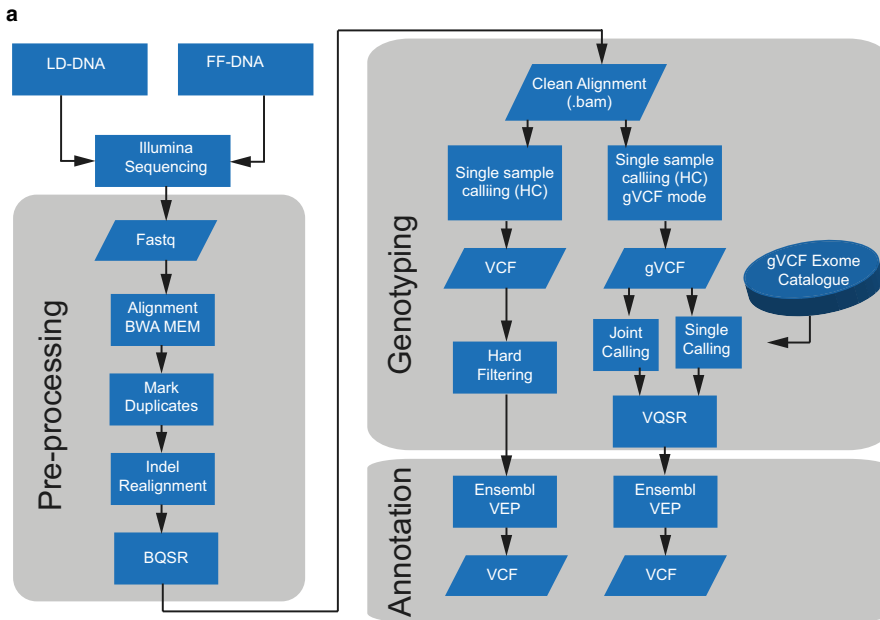 a
LD-DNA
FF-DNA
Illumina
Sequencing
Pre-processing
Fastq
Alignment
BWA MEM
Mark
Duplicates
Indel
Realignment
BQSR
Genotyping
Clean Alignment
(.bam)
Single sample
calliing (HC)
Single sample
calliing (HC)
gVCF mode
VCF
gVCF
gVCF Exome
Catalogue
Hard
Filtering
Joint
Calling
Single
Calling
VQSR
Annotation
Ensembl
VEP
Ensembl
VEP
VCF
VCF